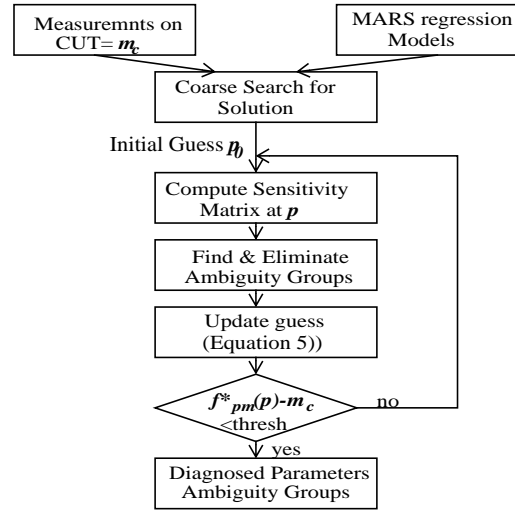 Measuremnts on
CUT= m_c
MARS regression
Models
Coarse Search for
Solution
Initial Guess p_0
Compute Sensitivity
Matrix at p
Find & Eliminate
Ambiguity Groups
Update guess
(Equation 5))
f*_pm(p)-m_c
<thresh
no
yes
Diagnosed Parameters
Ambiguity Groups